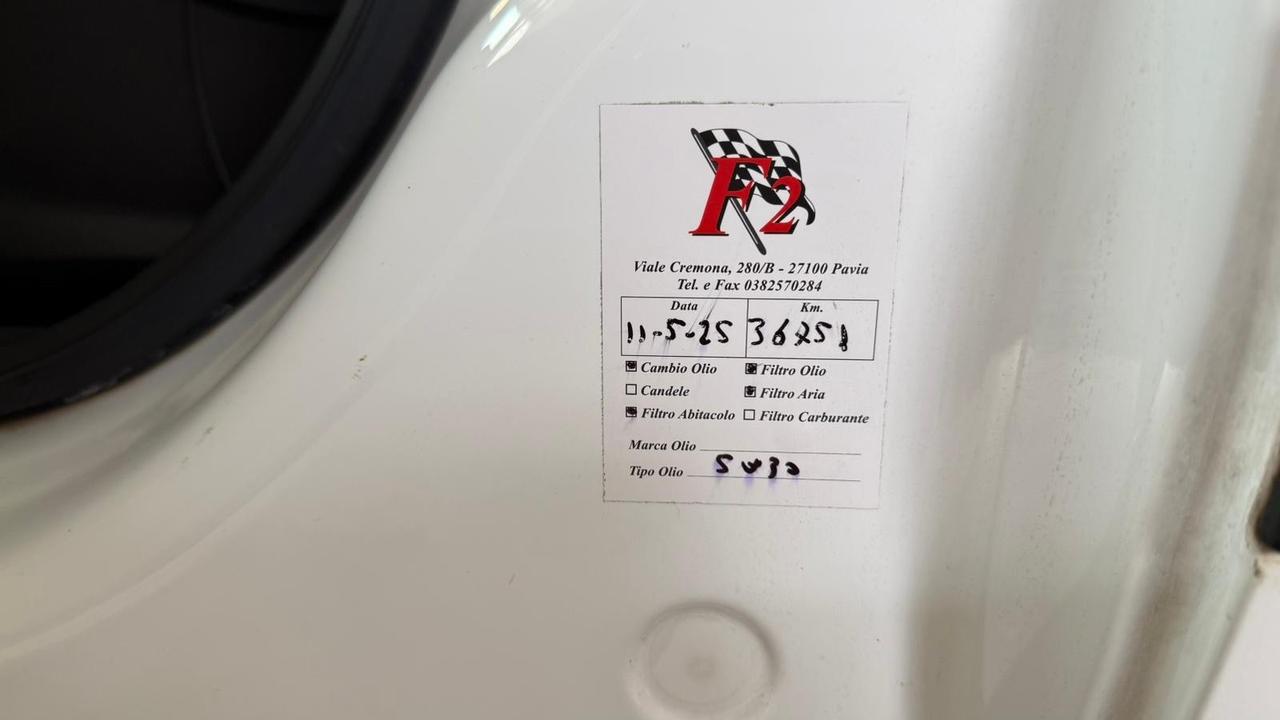 F2
Viale Cremona, 280/B - 27100 Pavia
Tel. e Fax 0382570284
Data Km.
11-5-25 36251
Cambio Olio Filtro Olio
Candele Filtro Aria
Filtro Abitacolo Filtro Carburante
Marca Olio
Tipo Olio 5w30